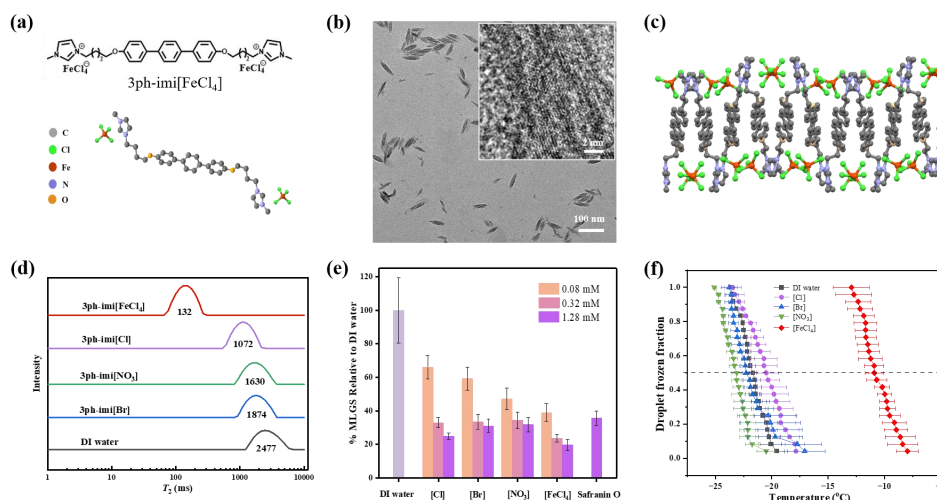 (a)
N
N
O
O
N
N
2
2
FeCl₄⊖
FeCl₄⊖
3ph-imi[FeCl₄]
C
Cl
Fe
N
O
(b)
100 nm
(c)
(d)
Intensity
3ph-imi[FeCl₄]
132
3ph-imi[Cl]
1072
3ph-imi[NO₃]
1630
3ph-imi[Br]
1874
DI water
2477
1
10
100
1000
10000
T₂ (ms)
(e)
% MLGS Relative to DI water
120
100
80
60
40
20
0
0.08 mM
0.32 mM
1.28 mM
DI water
[Cl]
[Br]
[NO₃]
[FeCl₄]
Safranin O
(f)
Droplet frozen fraction
1.0
0.8
0.6
0.4
0.2
0.0
DI water
[Cl]
[Br]
[NO₃]
[FeCl₄]
−25
−20
−15
−10
Temperature (°C)